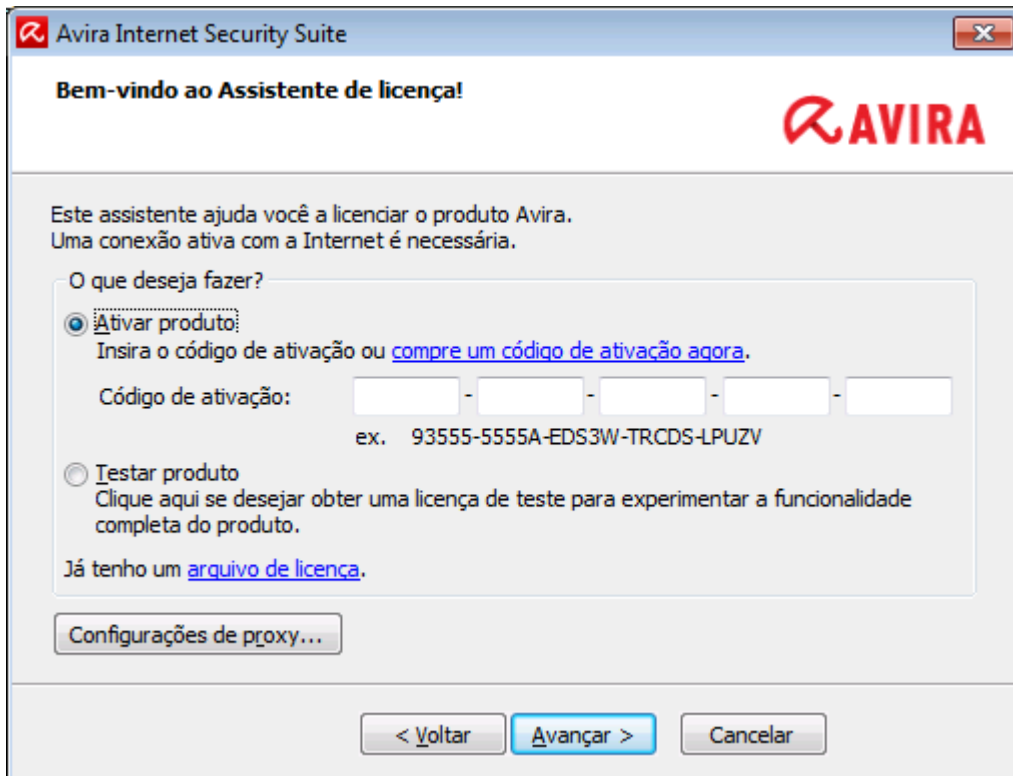 Avira Internet Security Suite
Bem-vindo ao Assistente de licença!
AVIRA
Este assistente ajuda você a licenciar o produto Avira.
Uma conexão ativa com a Internet é necessária.
O que deseja fazer?
Ativar produto
Insira o código de ativação ou compre um código de ativação agora.
Código de ativação: - - - -
ex. 93555-5555A-EDS3W-TRCDS-LPUZV
Testar produto
Clique aqui se desejar obter uma licença de teste para experimentar a funcionalidade
completa do produto.
Já tenho um arquivo de licença.
Configurações de proxy...
< Voltar Avançar > Cancelar